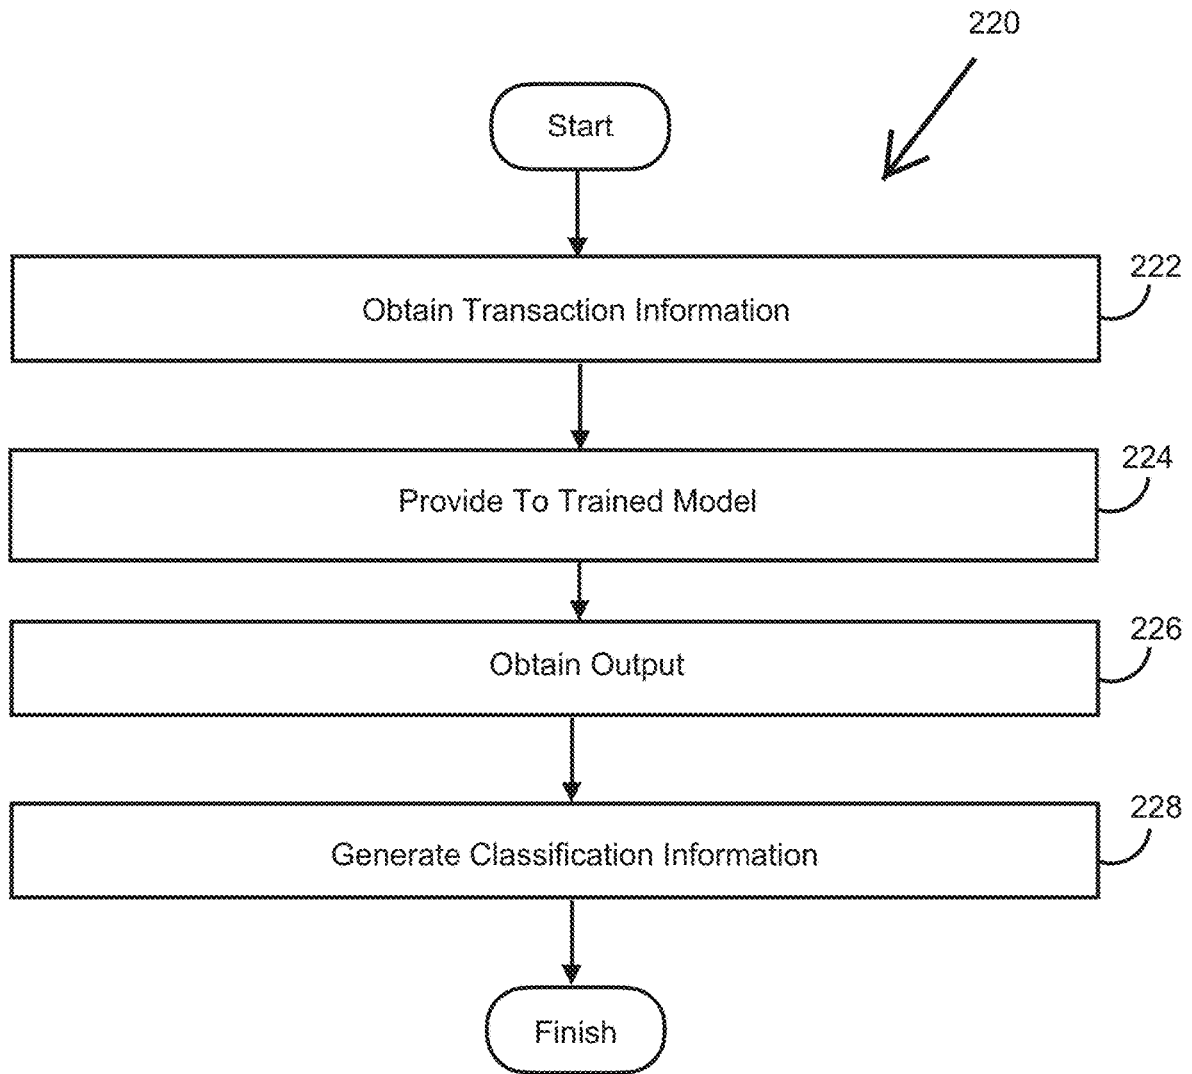 220
Start
222
Obtain Transaction Information
224
Provide To Trained Model
226
Obtain Output
228
Generate Classification Information
Finish